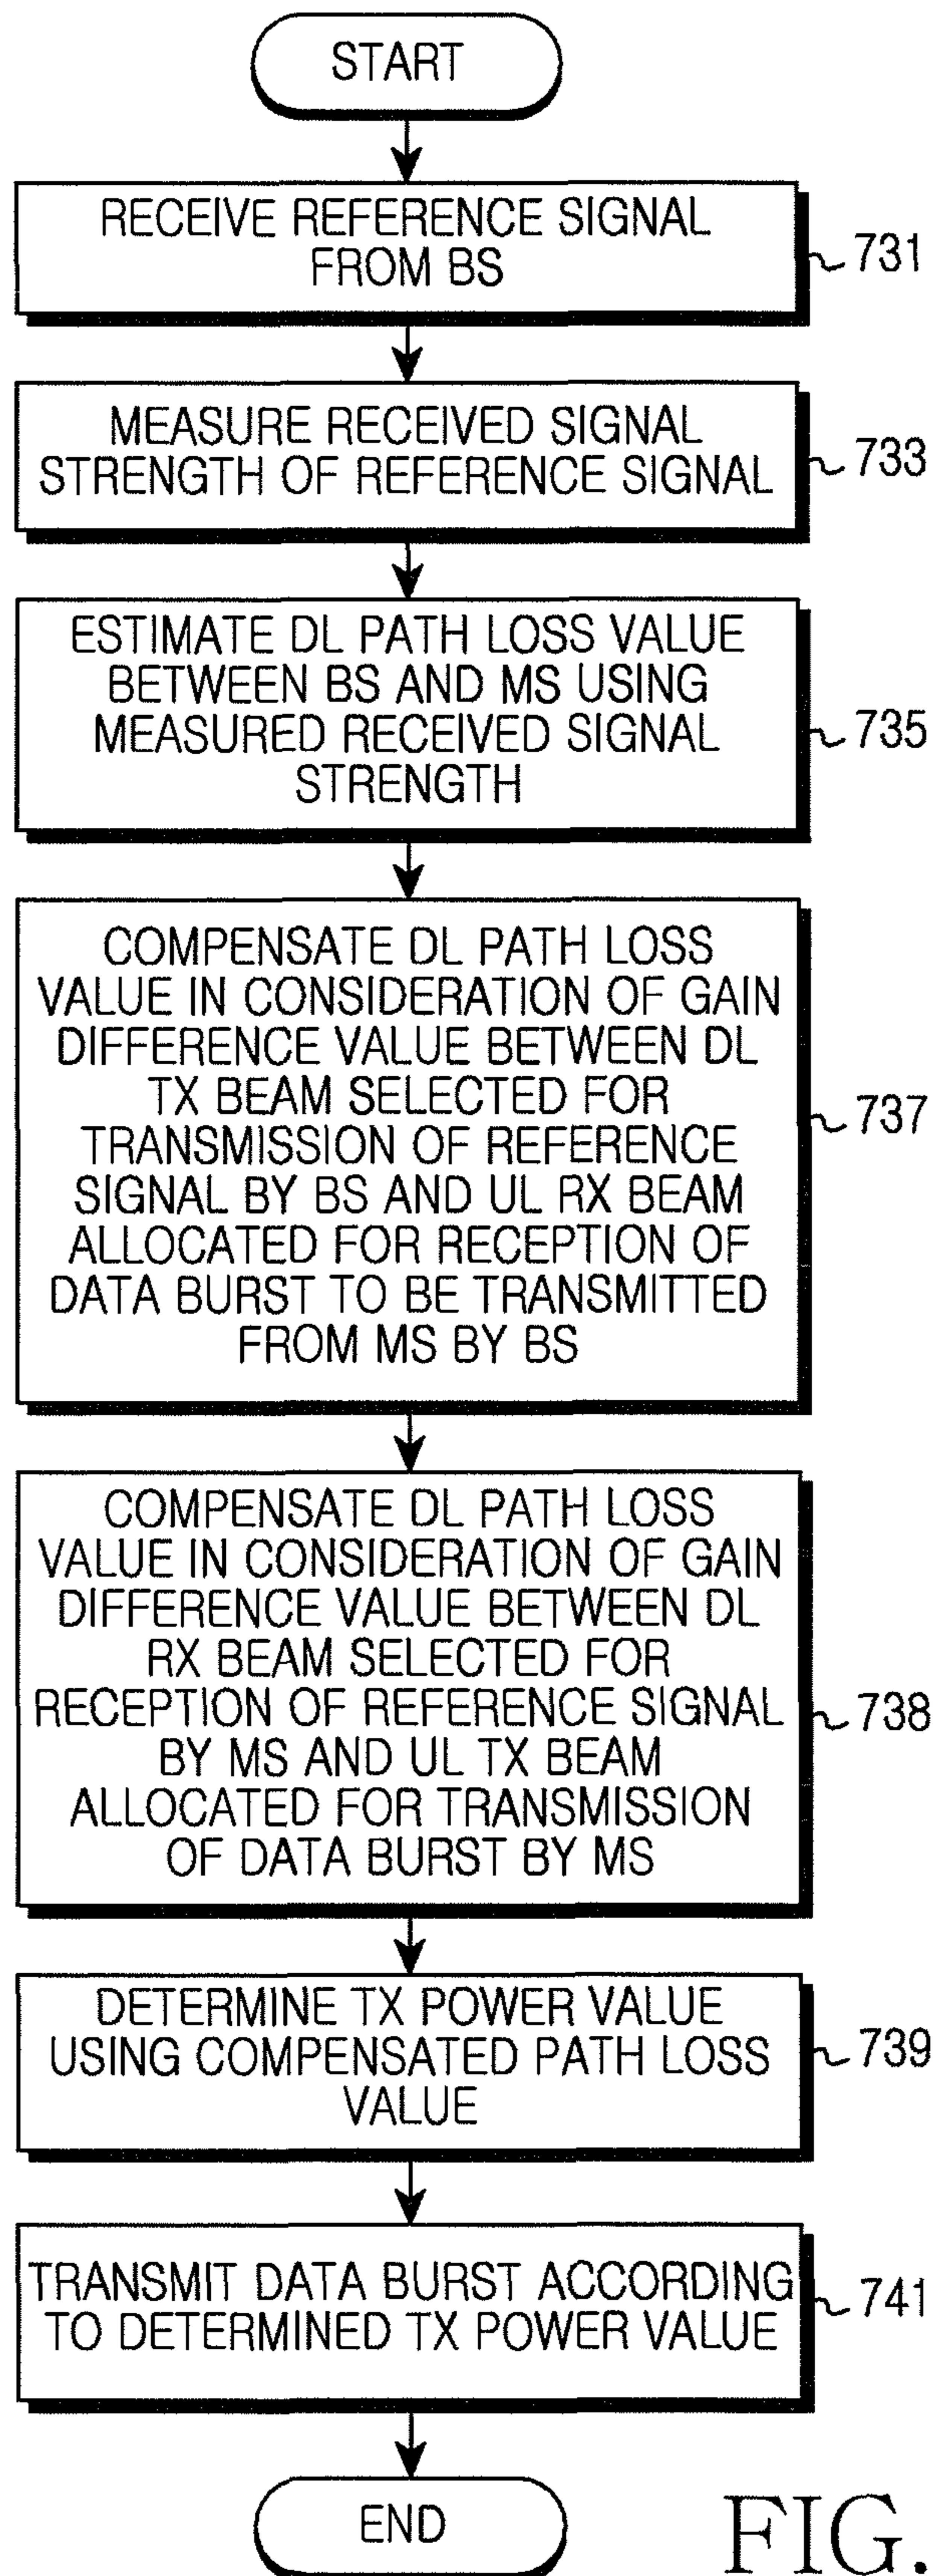 START
RECEIVE REFERENCE SIGNAL
FROM BS
731
MEASURE RECEIVED SIGNAL
STRENGTH OF REFERENCE SIGNAL
733
ESTIMATE DL PATH LOSS VALUE
BETWEEN BS AND MS USING
MEASURED RECEIVED SIGNAL
STRENGTH
735
COMPENSATE DL PATH LOSS
VALUE IN CONSIDERATION OF GAIN
DIFFERENCE VALUE BETWEEN DL
TX BEAM SELECTED FOR
TRANSMISSION OF REFERENCE
SIGNAL BY BS AND UL RX BEAM
ALLOCATED FOR RECEPTION OF
DATA BURST TO BE TRANSMITTED
FROM MS BY BS
737
COMPENSATE DL PATH LOSS
VALUE IN CONSIDERATION OF GAIN
DIFFERENCE VALUE BETWEEN DL
RX BEAM SELECTED FOR
RECEPTION OF REFERENCE SIGNAL
BY MS AND UL TX BEAM
ALLOCATED FOR TRANSMISSION
OF DATA BURST BY MS
738
DETERMINE TX POWER VALUE
USING COMPENSATED PATH LOSS
VALUE
739
TRANSMIT DATA BURST ACCORDING
TO DETERMINED TX POWER VALUE
741
END
FIG.